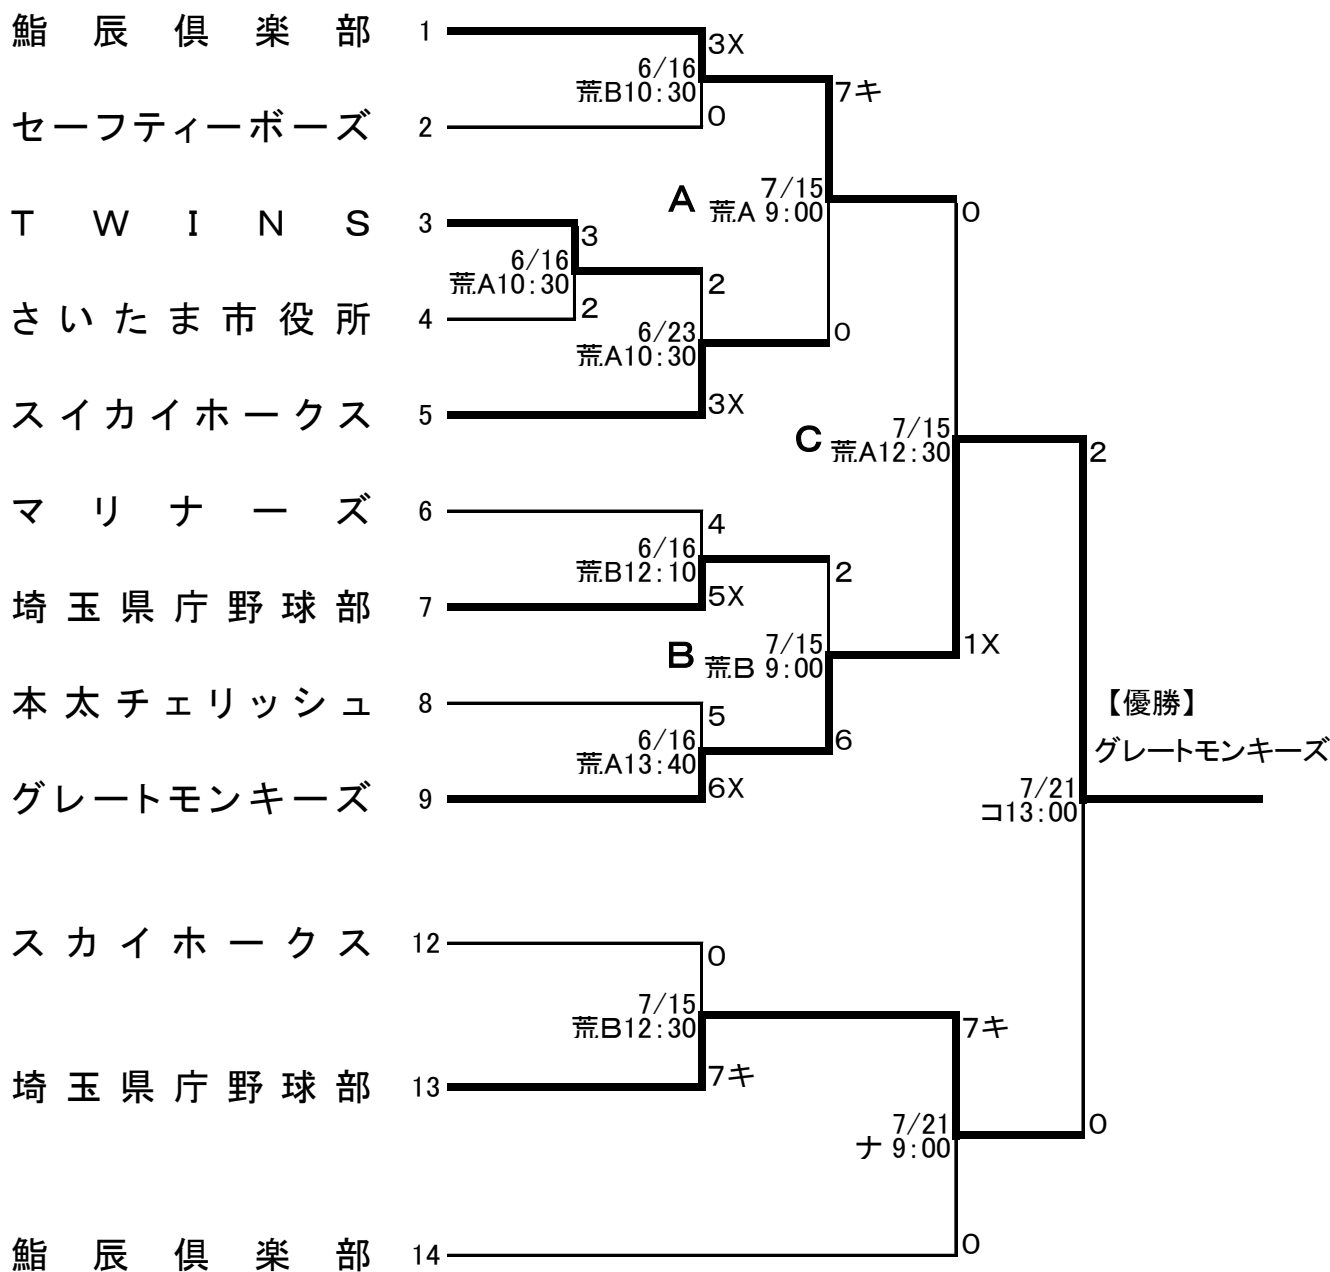 鮨辰倶楽部 1
3X
6/16
荒B10:30
7キ
0
セーフティーボーズ 2
A
7/15
荒A 9:00
0
TWINS 3
3
6/16
荒A10:30
2
2
さいたま市役所 4
6/23
荒A10:30
0
スイカイホークス 5
3X
C
7/15
荒A12:30
2
マリナーズ 6
4
6/16
荒B12:10
2
5X
埼玉県庁野球部 7
B
7/15
荒B 9:00
1X
本太チェリッシュ 8
5
6/16
荒A13:40
6
6X
グレートモンキーズ 9
【優勝】
グレートモンキーズ
7/21
コ13:00
スカイホークス 12
0
7/15
荒B12:30
7キ
7キ
埼玉県庁野球部 13
7/21
ナ 9:00
0
0
鮨辰倶楽部 14